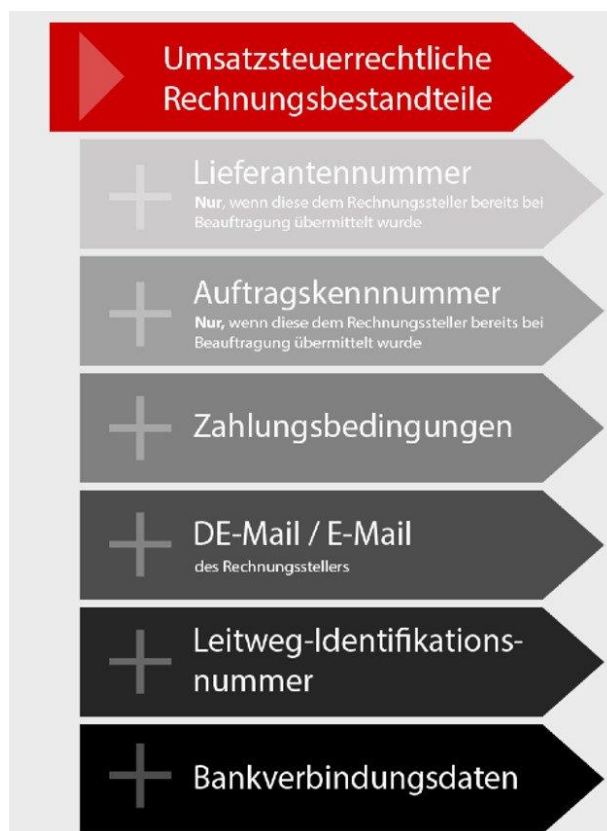 Umsatzsteuerrechtliche
Rechnungsbestandteile
Lieferantennummer
Nur, wenn diese dem Rechnungssteller bereits bei
Beauftragung übermittelt wurde
Auftragskennnummer
Nur, wenn diese dem Rechnungssteller bereits bei
Beauftragung übermittelt wurde
Zahlungsbedingungen
DE-Mail / E-Mail
des Rechnungsstellers
Leitweg-Identifikations-
nummer
Bankverbindungsdaten